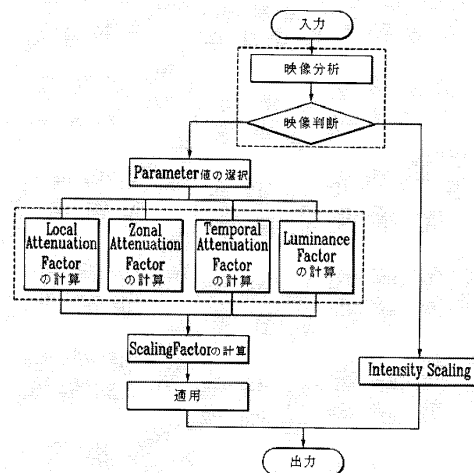 入力
映像分析
映像判断
Parameter値の選択
Local
Attenuation
Factor
の計算
Zonal
Attenuation
Factor
の計算
Temporal
Attenuation
Factor
の計算
Luminance
Factor
の計算
ScalingFactorの計算
適用
Intensity Scaling
出力